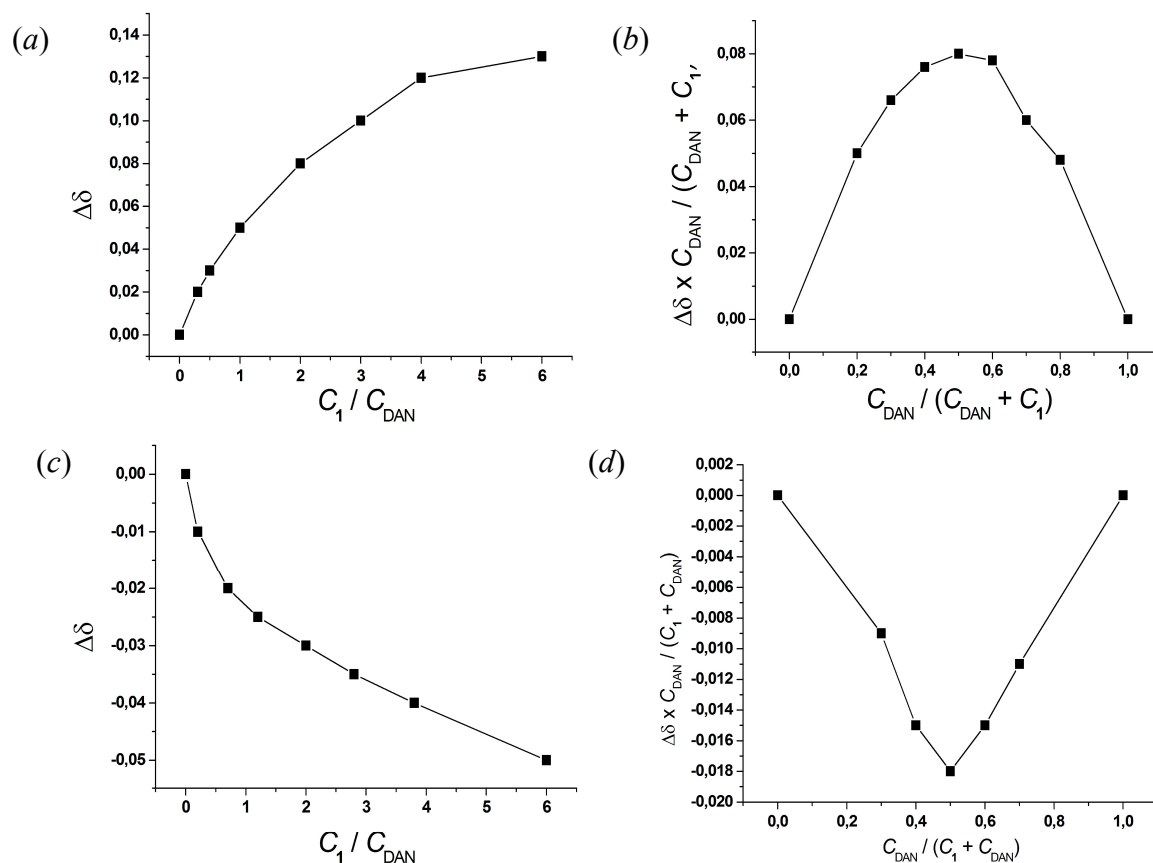 (a)
0,14
0,12
0,10
0,08
0,06
0,04
0,02
0,00
Δδ
0 1 2 3 4 5 6
C1 / CDAN
(b)
0,08
0,06
0,04
0,02
0,00
Δδ x CDAN / (CDAN + C1,
0,0 0,2 0,4 0,6 0,8 1,0
CDAN / (CDAN + C1)
(c)
0,00
-0,01
-0,02
-0,03
-0,04
-0,05
Δδ
0 1 2 3 4 5 6
C1 / CDAN
(d)
0,002
0,000
-0,002
-0,004
-0,006
-0,008
-0,010
-0,012
-0,014
-0,016
-0,018
-0,020
Δδ x CDAN / (C1 + CDAN)
0,0 0,2 0,4 0,6 0,8 1,0
CDAN / (C1 + CDAN)